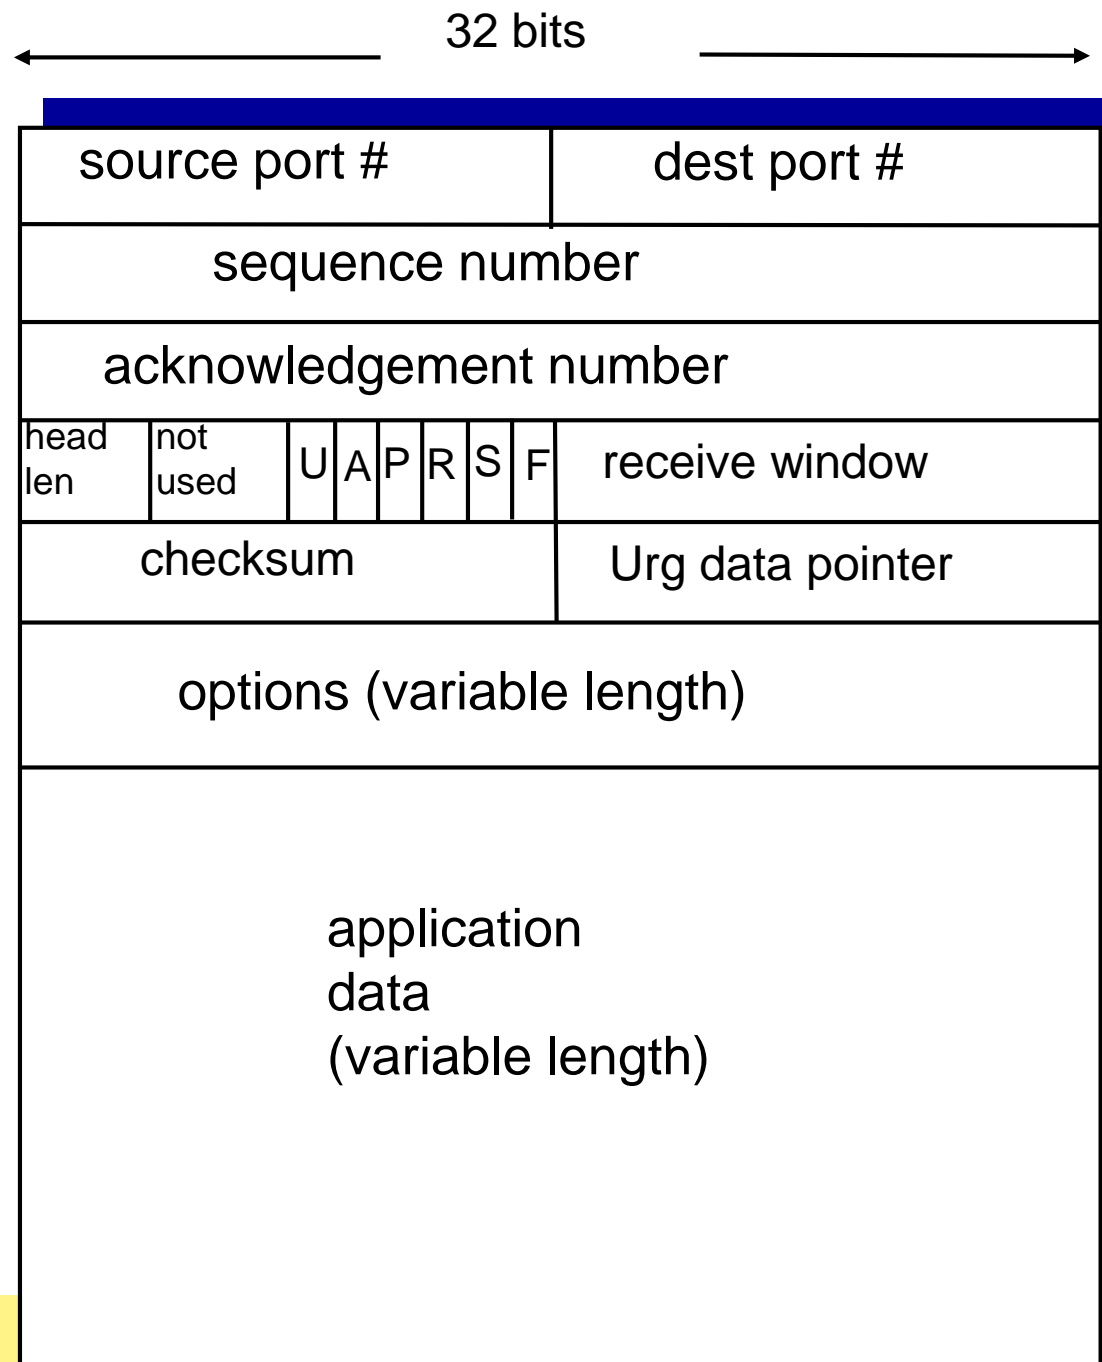 32 bits
source port #
dest port #
sequence number
acknowledgement number
head
len
not
used
U
A
P
R
S
F
receive window
checksum
Urg data pointer
options (variable length)
application
data
(variable length)